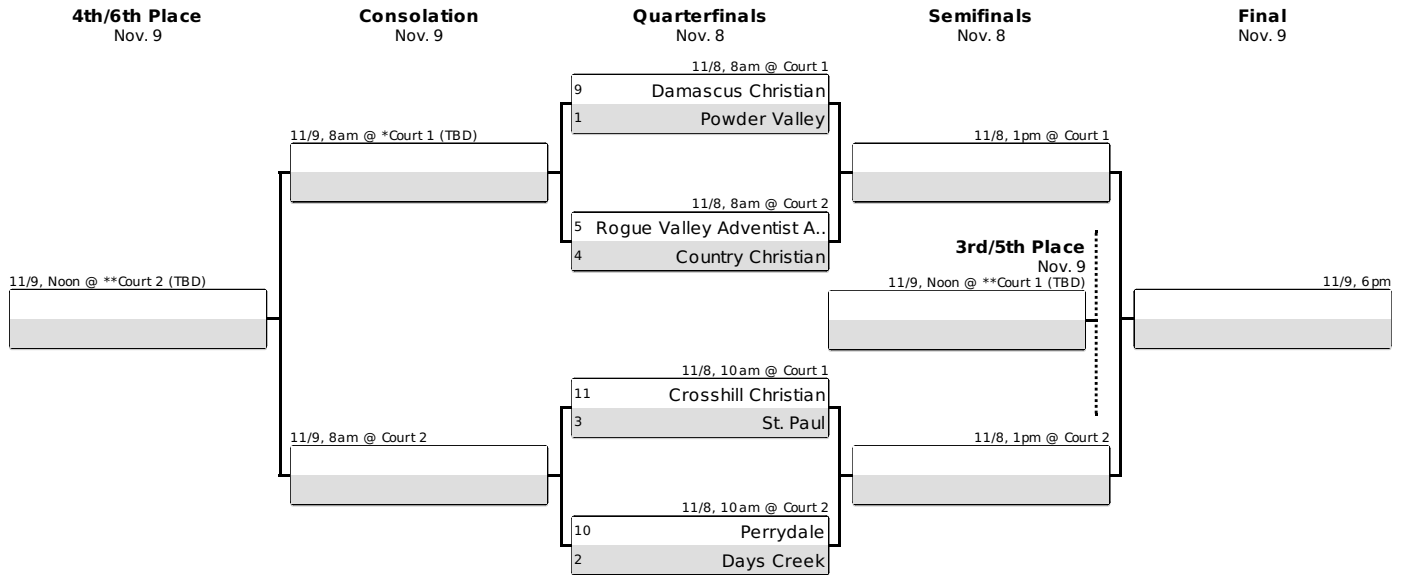 4th/6th Place
Nov. 9
Consolation
Nov. 9
Quarterfinals
Nov. 8
Semifinals
Nov. 8
Final
Nov. 9
11/8, 8am @ Court 1
9 Damascus Christian
1 Powder Valley
11/9, 8am @ *Court 1 (TBD)
11/8, 1pm @ Court 1
11/8, 8am @ Court 2
5 Rogue Valley Adventist A..
4 Country Christian
3rd/5th Place
Nov. 9
11/9, Noon @ **Court 2 (TBD)
11/9, Noon @ **Court 1 (TBD)
11/9, 6pm
11/8, 10am @ Court 1
11 Crosshill Christian
3 St. Paul
11/9, 8am @ Court 2
11/8, 1pm @ Court 2
11/8, 10am @ Court 2
10 Perrydale
2 Days Creek